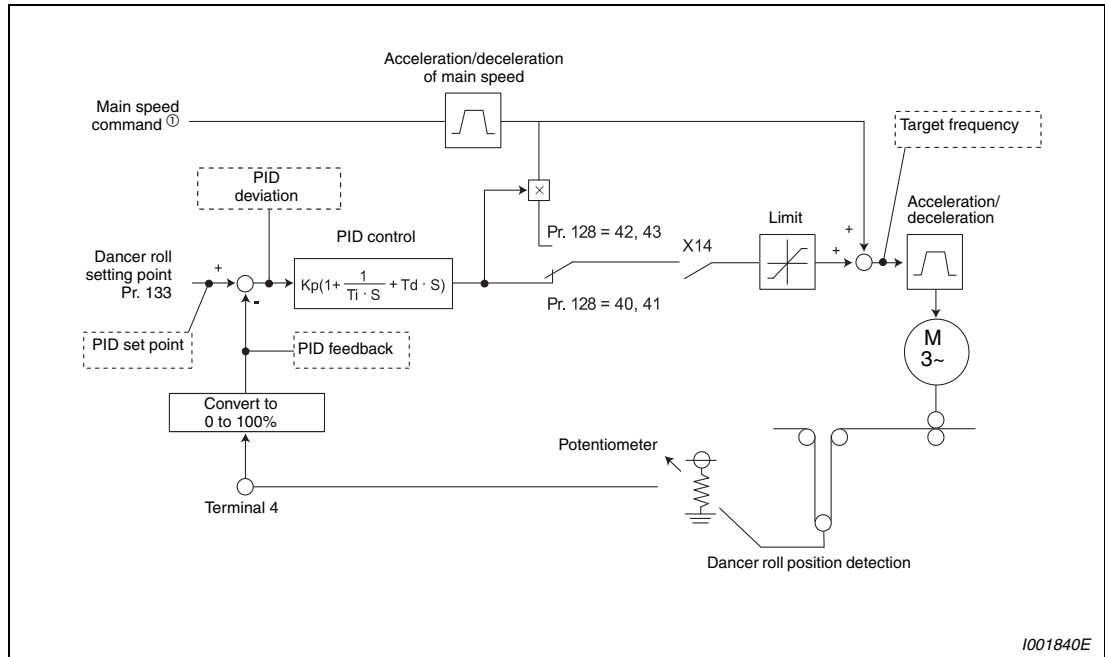 Acceleration/deceleration
of main speed
Main speed
command ①
Target frequency
PID
deviation
×
Acceleration/
deceleration
Pr. 128 = 42, 43
Limit
PID control
X14
+
+
Dancer roll
setting point
Pr. 133
+
-
Kp(1+ 1/(Ti · S) + Td · S)
Pr. 128 = 40, 41
PID set point
PID feedback
M
3~
Convert to
0 to 100%
Potentiometer
Terminal 4
Dancer roll position detection
I001840E